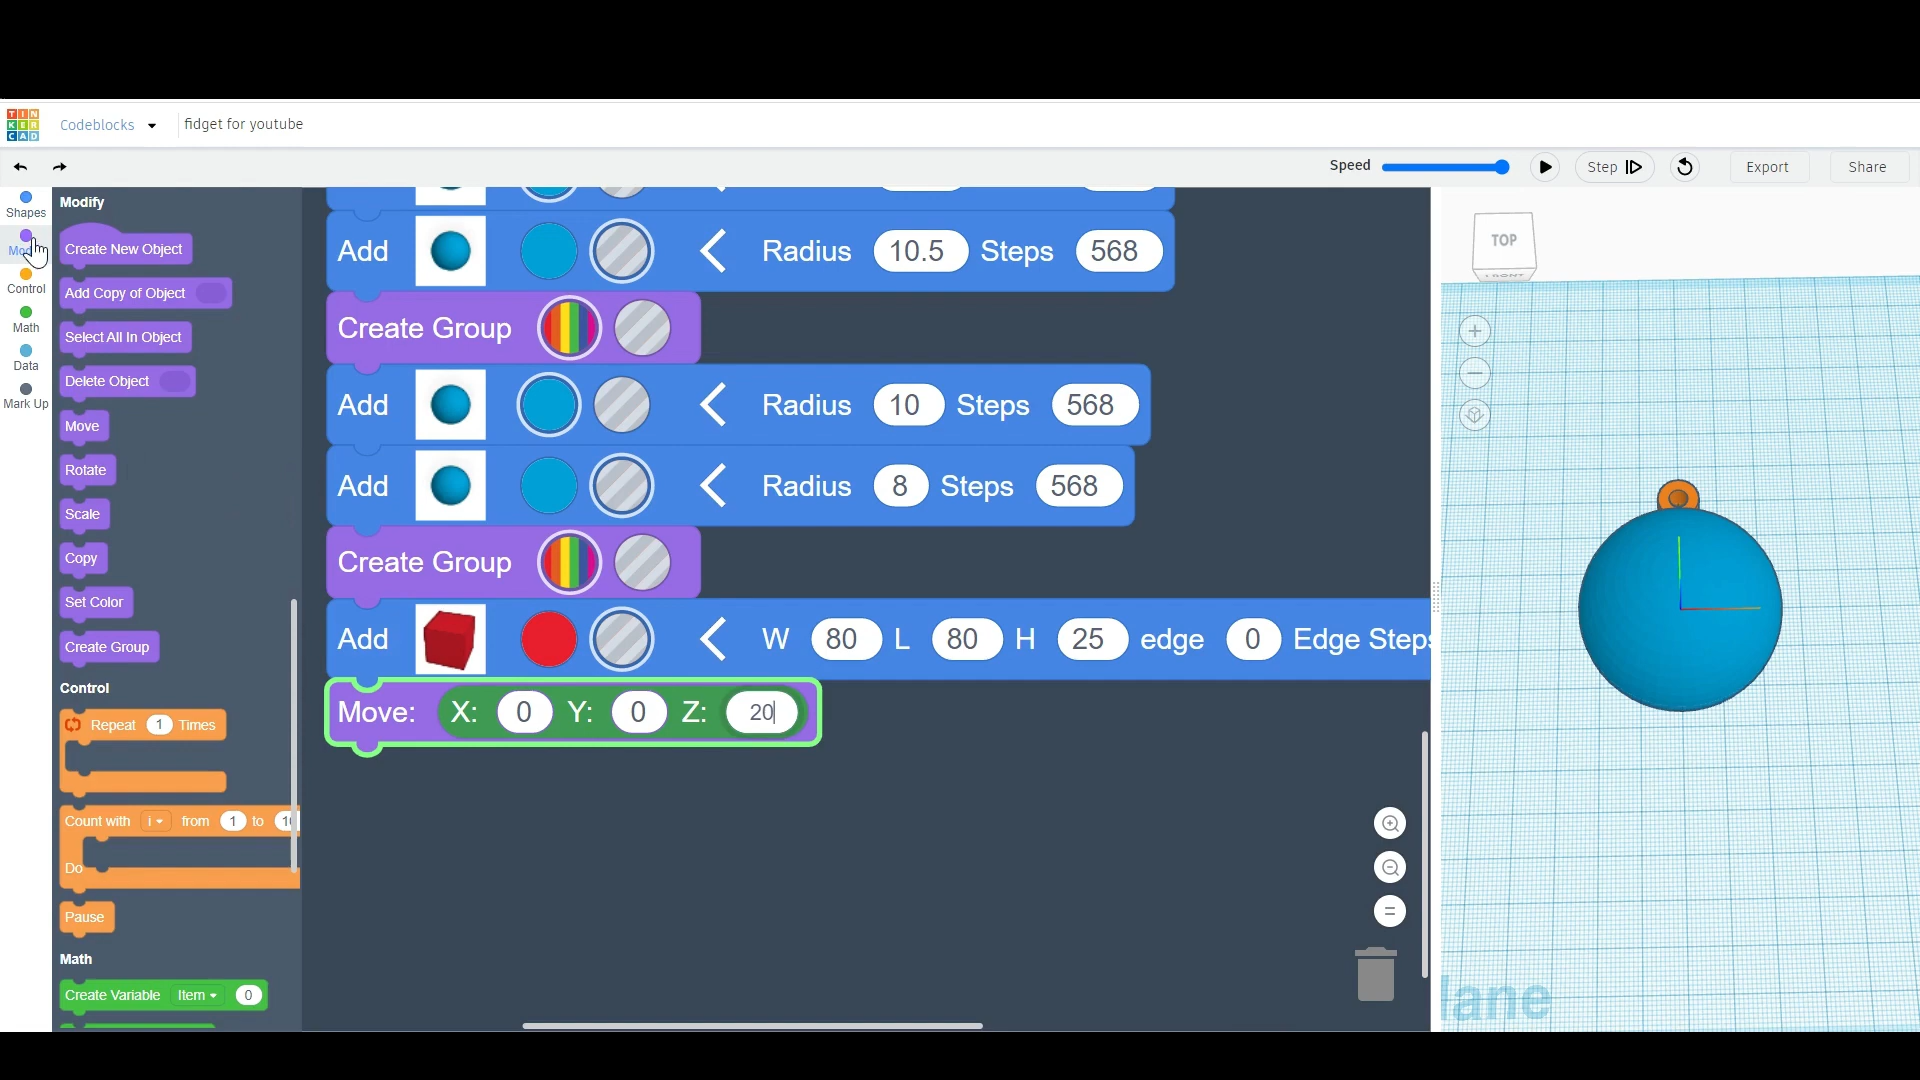 TIN
KER
CAD
Codeblocks
fidget for youtube
Speed
Step
Export
Share
Shapes
Control
Math
Data
Mark Up
Modify
Create New Object
Add Copy of Object
Select All In Object
Delete Object
Move
Rotate
Scale
Copy
Set Color
Create Group
Control
Repeat 1 Times
Count with i from 1 to
Do
Pause
Math
Create Variable Item 0
Add Radius 10.5 Steps 568
Create Group
Add Radius 10 Steps 568
Add Radius 8 Steps 568
Create Group
Add W 80 L 80 H 25 edge 0 Edge Steps
Move: X: 0 Y: 0 Z: 20
TOP
FRONT
lane